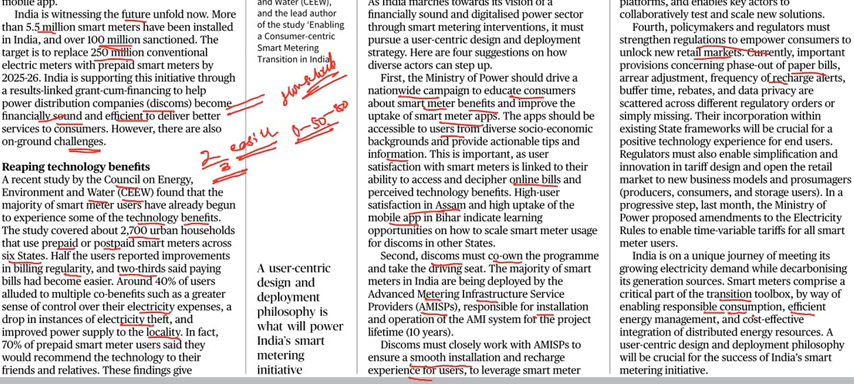 mobile app.
India is witnessing the future unfold now. More
than 5.5 million smart meters have been installed
in India, and over 100 million sanctioned. The
target is to replace 250 million conventional
electric meters with prepaid smart meters by
2025-26. India is supporting this initiative through
a results-linked grant-cum-financing to help
power distribution companies (discoms) become
financially sound and efficient to deliver better
services to consumers. However, there are also
on-ground challenges.
Reaping technology benefits
A recent study by the Council on Energy,
Environment and Water (CEEW) found that the
majority of smart meter users have already begun
to experience some of the technology benefits.
The study covered about 2,700 urban households
that use prepaid or postpaid smart meters across
six States. Half the users reported improvements
in billing regularity, and two-thirds said paying
bills had become easier. Around 40% of users
alluded to multiple co-benefits such as a greater
sense of control over their electricity expenses, a
drop in instances of electricity theft, and
improved power supply to the locality. In fact,
70% of prepaid smart meter users said they
would recommend the technology to their
friends and relatives. These findings give
and Water (CEEW),
and the lead author
of the study 'Enabling
a Consumer-centric
Smart Metering
Transition in India'
0-50-50
2
3
easier
A user-centric
design and
deployment
philosophy is
what will power
India's smart
metering
initiative
As India marches towards its vision of a
financially sound and digitalised power sector
through smart metering interventions, it must
pursue a user-centric design and deployment
strategy. Here are four suggestions on how
diverse actors can step up.
First, the Ministry of Power should drive a
nationwide campaign to educate consumers
about smart meter benefits and improve the
uptake of smart meter apps. The apps should be
accessible to users from diverse socio-economic
backgrounds and provide actionable tips and
information. This is important, as user
satisfaction with smart meters is linked to their
ability to access and decipher online bills and
perceived technology benefits. High-user
satisfaction in Assam and high uptake of the
mobile app in Bihar indicate learning
opportunities on how to scale smart meter usage
for discoms in other States.
Second, discoms must co-own the programme
and take the driving seat. The majority of smart
meters in India are being deployed by the
Advanced Metering Infrastructure Service
Providers (AMISPs), responsible for installation
and operation of the AMI system for the project
lifetime (10 years).
Discoms must closely work with AMISPs to
ensure a smooth installation and recharge
experience for users, to leverage smart meter
platforms, and enables key actors to
collaboratively test and scale new solutions.
Fourth, policymakers and regulators must
strengthen regulations to empower consumers to
unlock new retail markets. Currently, important
provisions concerning phase-out of paper bills,
arrear adjustment, frequency of recharge alerts,
buffer time, rebates, and data privacy are
scattered across different regulatory orders or
simply missing. Their incorporation within
existing State frameworks will be crucial for a
positive technology experience for end users.
Regulators must also enable simplification and
innovation in tariff design and open the retail
market to new business models and prosumagers
(producers, consumers, and storage users). In a
progressive step, last month, the Ministry of
Power proposed amendments to the Electricity
Rules to enable time-variable tariffs for all smart
meter users.
India is on a unique journey of meeting its
growing electricity demand while decarbonising
its generation sources. Smart meters comprise a
critical part of the transition toolbox, by way of
enabling responsible consumption, efficient
energy management, and cost-effective
integration of distributed energy resources. A
user-centric design and deployment philosophy
will be crucial for the success of India's smart
metering initiative.